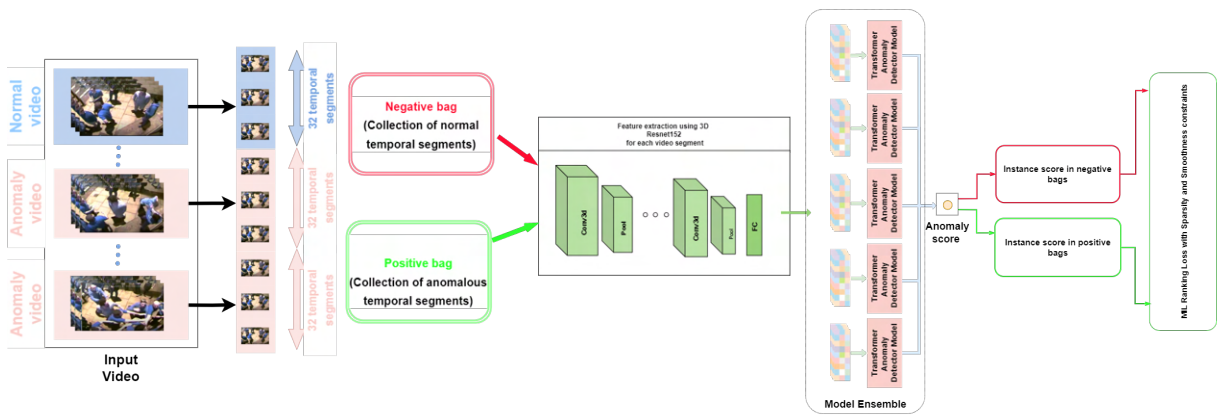 Normal
video
Anomaly
video
Anomaly
video
Input
Video
32 temporal
segments
32 temporal
segments
32 temporal
segments
Negative bag
(Collection of normal
temporal segments)
Positive bag
(Collection of anomalous
temporal segments)
Feature extraction using 3D
Resnet152
for each video segment
Conv3d
Pool
Conv3d
Pool
FC
Transformer
Anomaly
Detector Model
Transformer
Anomaly
Detector Model
Transformer
Anomaly
Detector Model
Transformer
Anomaly
Detector Model
Transformer
Anomaly
Detector Model
Model Ensemble
Anomaly
score
Instance score in negative
bags
Instance score in positive
bags
MIL Ranking Loss with Sparsity and Smoothness constraints